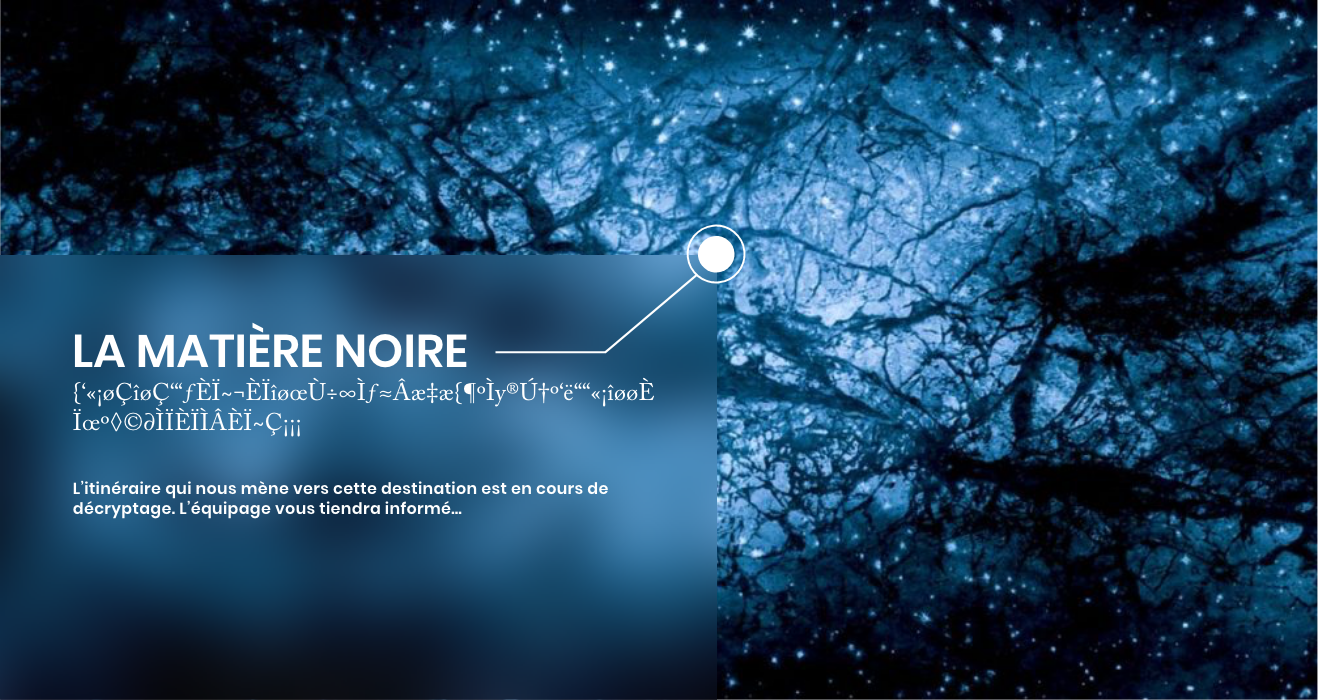 LA MATIÈRE NOIRE
{‘«¡øÇîøÇ“‘ƒÈÏ~¬ÈÏîøœÙ÷∞Ìƒ≈Âæ‡æ{¶ºÌy®Ú†º‘ë““«¡îøøÈ
Ïœº◊©∂ÌÏÈÏÌÂÈÏ~Ç¡¡¡
L’itinéraire qui nous mène vers cette destination est en cours de
décryptage. L’équipage vous tiendra informé...